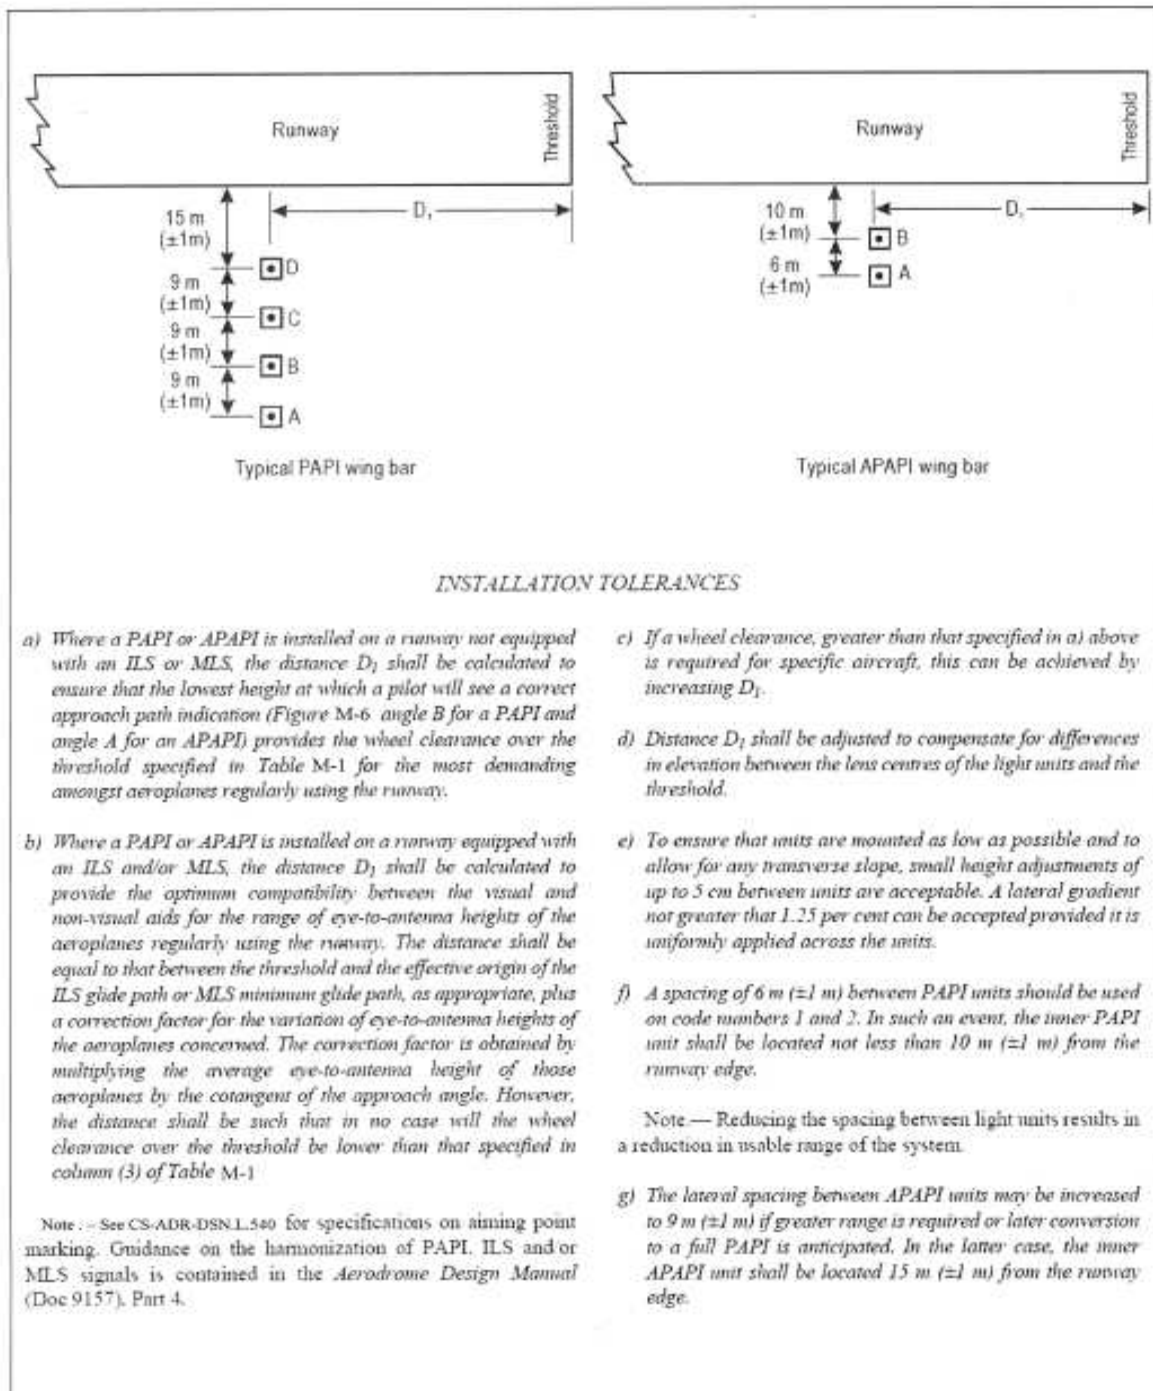 Runway
Threshold
15 m
(±1m)
D₁
D
9 m
(±1m)
C
9 m
(±1m)
B
9 m
(±1m)
A
Typical PAPI wing bar
Runway
Threshold
10 m
(±1m)
D₁
B
6 m
(±1m)
A
Typical APAPI wing bar
INSTALLATION TOLERANCES
a) Where a PAPI or APAPI is installed on a runway not equipped
with an ILS or MLS, the distance D₁ shall be calculated to
ensure that the lowest height at which a pilot will see a correct
approach path indication (Figure M-6 angle B for a PAPI and
angle A for an APAPI) provides the wheel clearance over the
threshold specified in Table M-1 for the most demanding
amongst aeroplanes regularly using the runway.
b) Where a PAPI or APAPI is installed on a runway equipped with
an ILS and/or MLS, the distance D₁ shall be calculated to
provide the optimum compatibility between the visual and
non-visual aids for the range of eye-to-antenna heights of the
aeroplanes regularly using the runway. The distance shall be
equal to that between the threshold and the effective origin of the
ILS glide path or MLS minimum glide path, as appropriate, plus
a correction factor for the variation of eye-to-antenna heights of
the aeroplanes concerned. The correction factor is obtained by
multiplying the average eye-to-antenna height of those
aeroplanes by the cotangent of the approach angle. However,
the distance shall be such that in no case will the wheel
clearance over the threshold be lower than that specified in
column (3) of Table M-1
Note . – See CS-ADR-DSN.L.540 for specifications on aiming point
marking. Guidance on the harmonization of PAPI. ILS and/or
MLS signals is contained in the Aerodrome Design Manual
(Doc 9157). Part 4.
c) If a wheel clearance, greater than that specified in a) above
is required for specific aircraft, this can be achieved by
increasing D₁.
d) Distance D₁ shall be adjusted to compensate for differences
in elevation between the lens centres of the light units and the
threshold.
e) To ensure that units are mounted as low as possible and to
allow for any transverse slope, small height adjustments of
up to 5 cm between units are acceptable. A lateral gradient
not greater that 1.25 per cent can be accepted provided it is
uniformly applied across the units.
f) A spacing of 6 m (±1 m) between PAPI units should be used
on code numbers 1 and 2. In such an event, the inner PAPI
unit shall be located not less than 10 m (±1 m) from the
runway edge.
Note — Reducing the spacing between light units results in
a reduction in usable range of the system.
g) The lateral spacing between APAPI units may be increased
to 9 m (±1 m) if greater range is required or later conversion
to a full PAPI is anticipated. In the latter case, the inner
APAPI unit shall be located 15 m (±1 m) from the runway
edge.